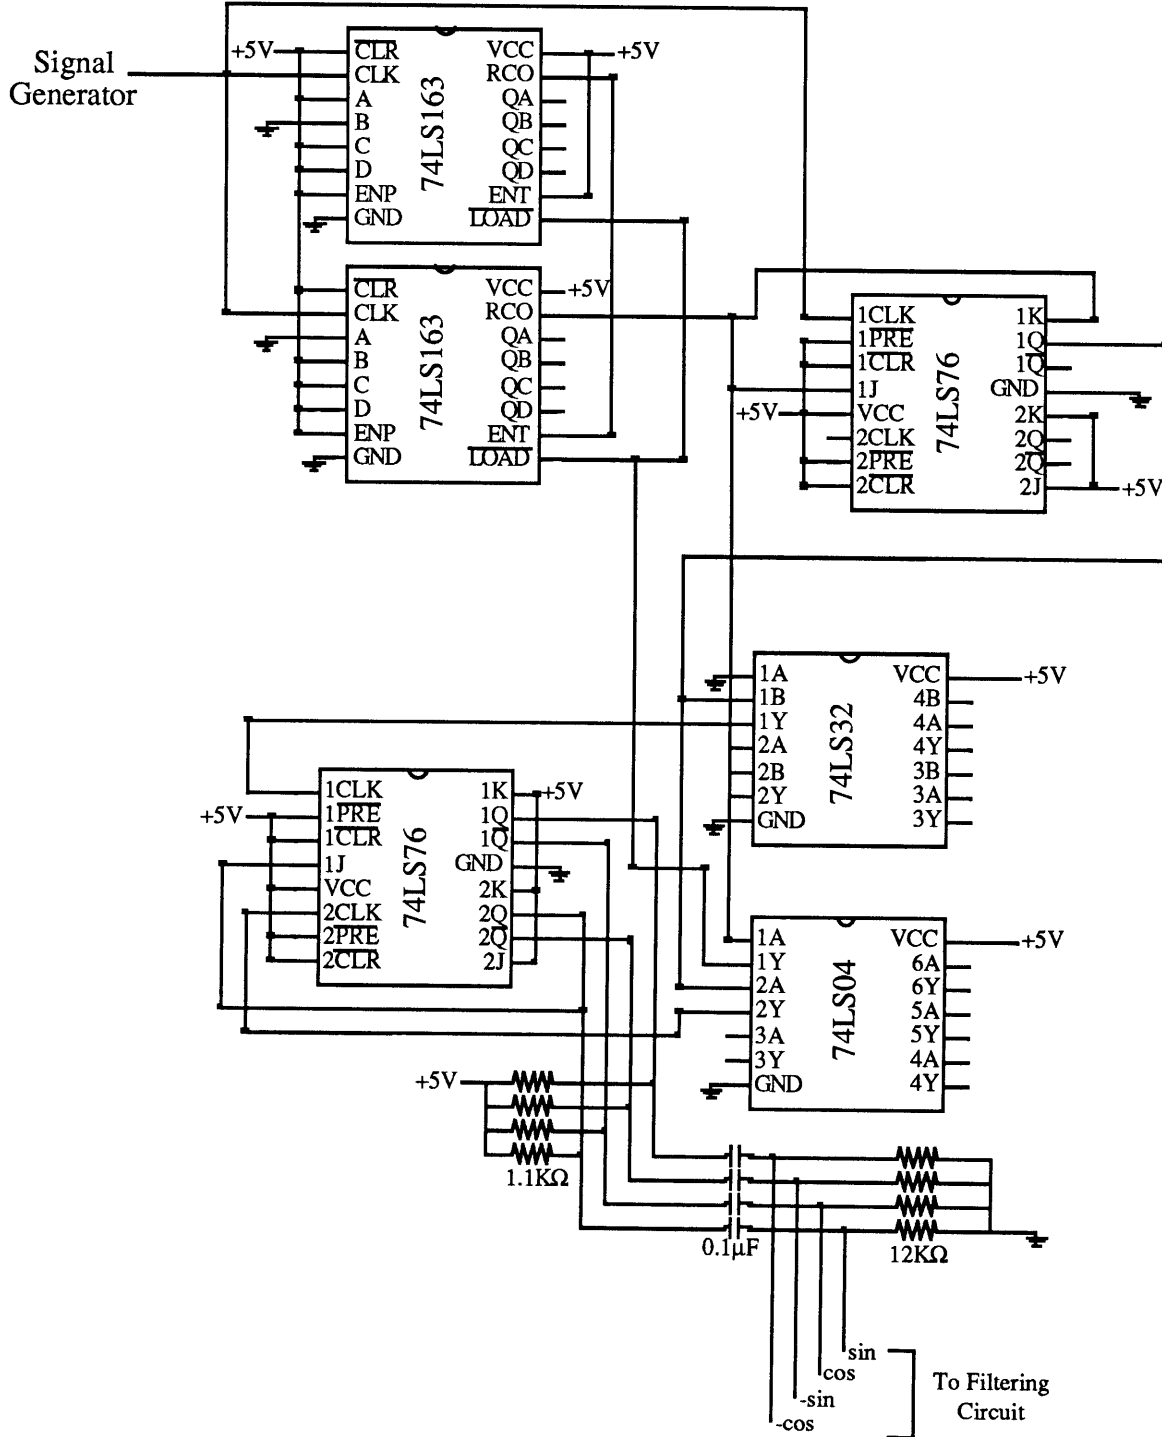 Signal
Generator
+5V
CLR
CLK
A
B
C
D
ENP
GND
74LS163
VCC
RCO
QA
QB
QC
QD
ENT
LOAD
+5V
CLR
CLK
A
B
C
D
ENP
GND
74LS163
VCC
RCO
QA
QB
QC
QD
ENT
LOAD
+5V
1CLK
1PRE
1CLR
1J
+5V
VCC
2CLK
2PRE
2CLR
74LS76
1K
1Q
1Q
GND
2K
2Q
2Q
2J
+5V
1A
1B
1Y
2A
2B
2Y
GND
74LS32
VCC
4B
4A
4Y
3B
3A
3Y
+5V
+5V
1CLK
1PRE
1CLR
1J
VCC
2CLK
2PRE
2CLR
74LS76
1K
1Q
1Q
GND
2K
2Q
2Q
2J
+5V
1A
1Y
2A
2Y
3A
3Y
GND
74LS04
VCC
6A
6Y
5A
5Y
4A
4Y
+5V
+5V
1.1KΩ
0.1µF
12KΩ
sin
cos
-sin
-cos
To Filtering
Circuit